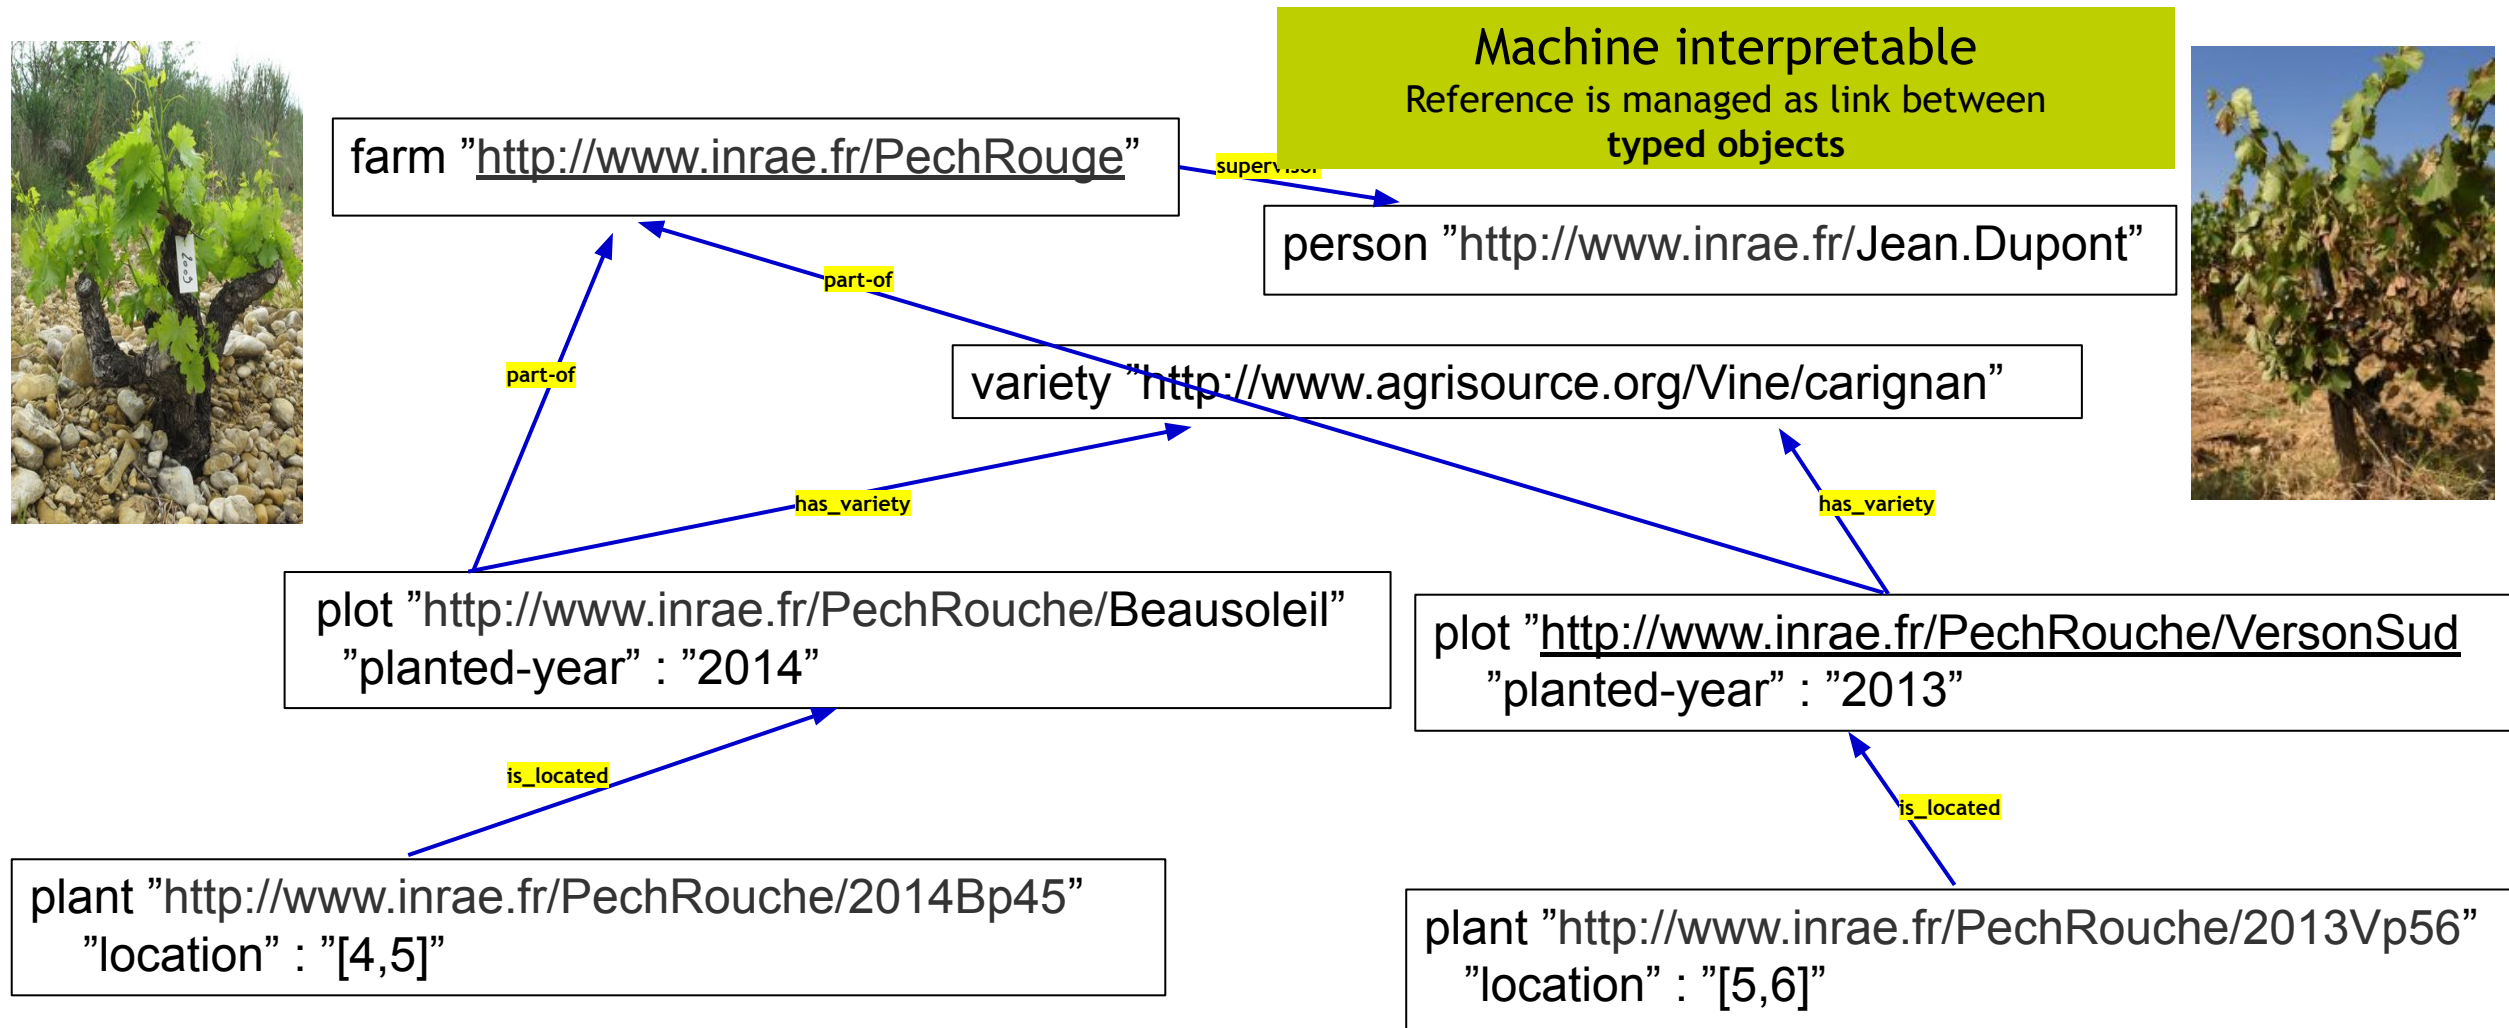 Machine interpretable
Reference is managed as link between
typed objects
farm ”http://www.inrae.fr/PechRouge”
supervisor
person ”http://www.inrae.fr/Jean.Dupont”
part-of
part-of
variety ”http://www.agrisource.org/Vine/carignan”
has_variety
has_variety
plot ”http://www.inrae.fr/PechRouche/Beausoleil”
”planted-year” : ”2014”
plot ”http://www.inrae.fr/PechRouche/VersonSud
”planted-year” : ”2013”
is_located
is_located
plant ”http://www.inrae.fr/PechRouche/2014Bp45”
”location” : ”[4,5]”
plant ”http://www.inrae.fr/PechRouche/2013Vp56”
”location” : ”[5,6]”